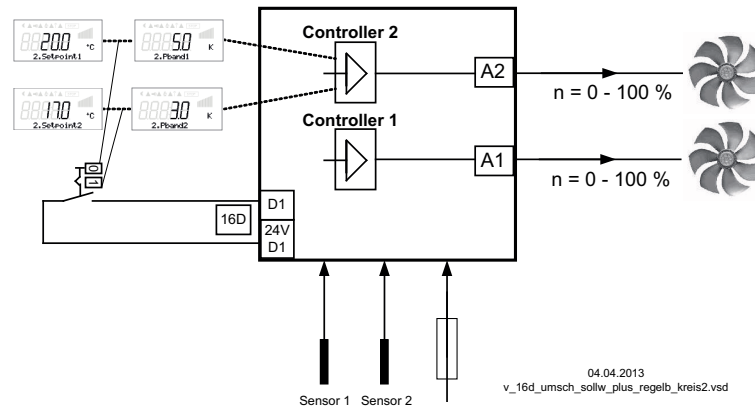 Controller 2
20.0 °C
2.Setpoint1
5.0 K
2.Pband1
A2
n = 0 - 100 %
17.0 °C
2.Setpoint2
3.0 K
2.Pband2
Controller 1
A1
n = 0 - 100 %
0
1
16D
D1
24V
D1
Sensor 1 Sensor 2
04.04.2013
v_16d_umsch_sollw_plus_regelb_kreis2.vsd